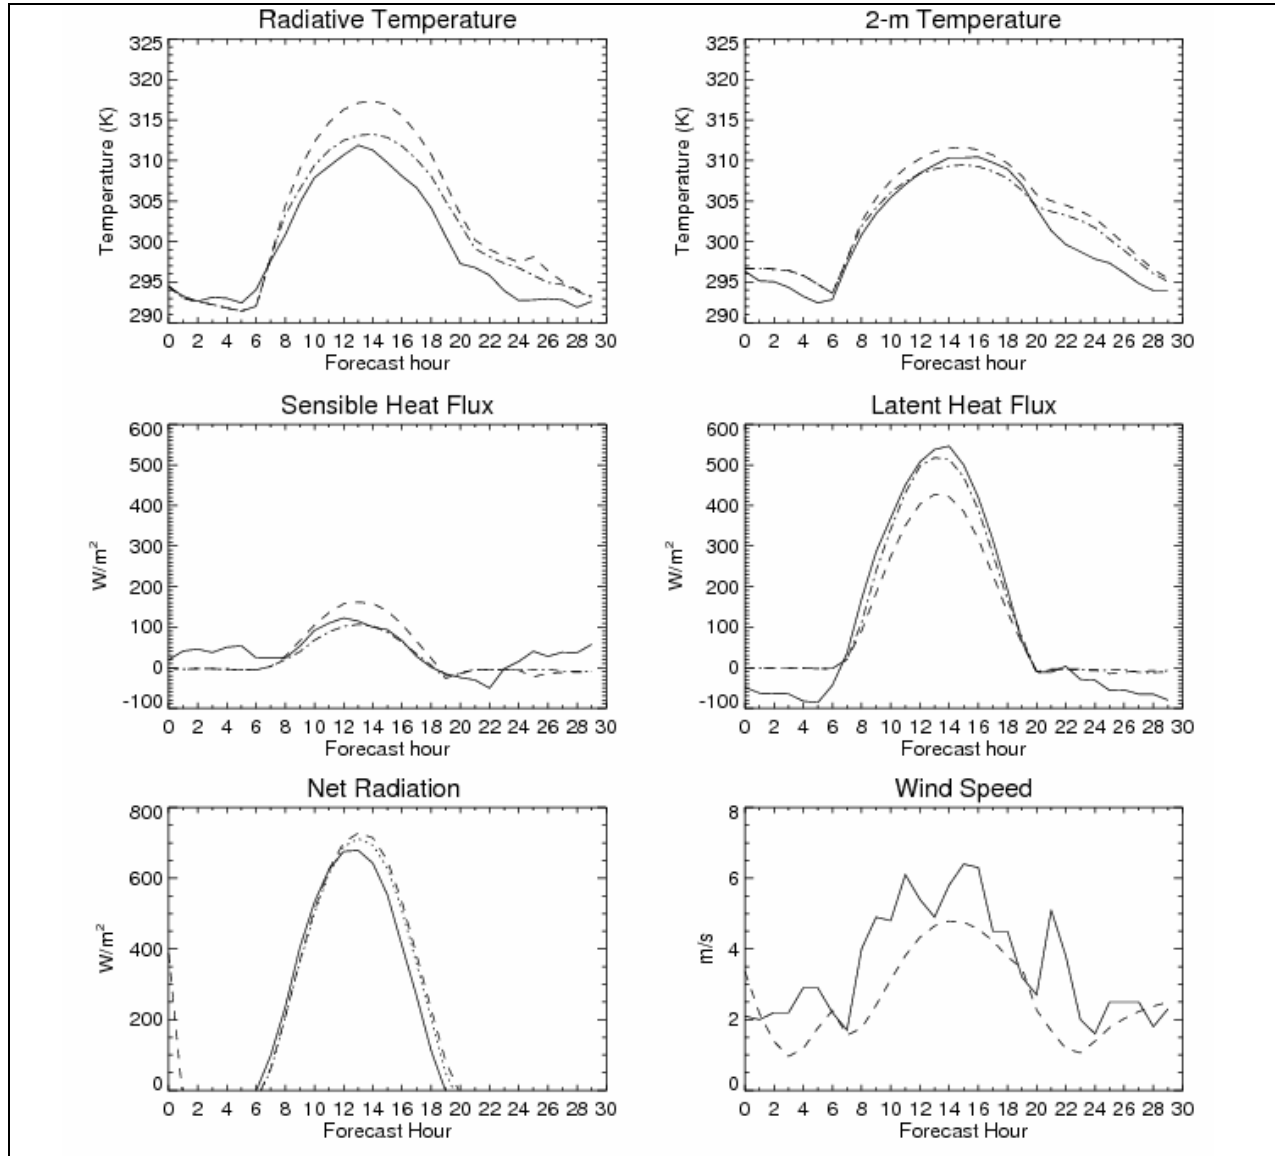 Radiative Temperature
325
320
315
310
305
300
295
290
Temperature (K)
0 2 4 6 8 10 12 14 16 18 20 22 24 26 28 30
Forecast hour
2-m Temperature
325
320
315
310
305
300
295
290
Temperature (K)
0 2 4 6 8 10 12 14 16 18 20 22 24 26 28 30
Forecast hour
Sensible Heat Flux
600
500
400
300
200
100
0
-100
W/m²
0 2 4 6 8 10 12 14 16 18 20 22 24 26 28 30
Forecast hour
Latent Heat Flux
600
500
400
300
200
100
0
-100
W/m²
0 2 4 6 8 10 12 14 16 18 20 22 24 26 28 30
Forecast hour
Net Radiation
800
600
400
200
0
W/m²
0 2 4 6 8 10 12 14 16 18 20 22 24 26 28 30
Forecast Hour
Wind Speed
8
6
4
2
0
m/s
0 2 4 6 8 10 12 14 16 18 20 22 24 26 28 30
Forecast Hour